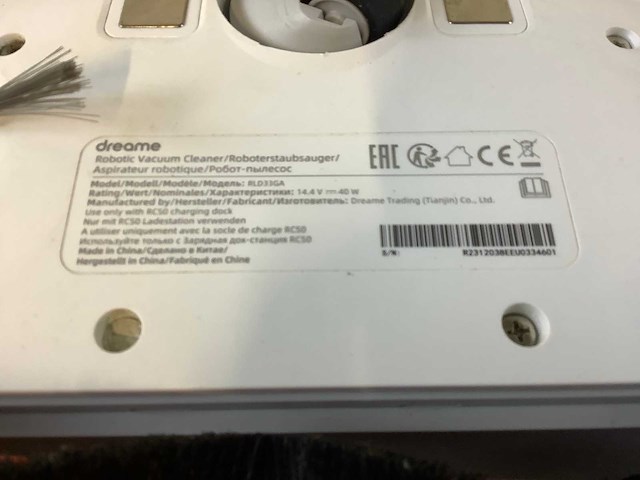 dreame
Robotic Vacuum Cleaner/Roboterstaubsauger/
Aspirateur robotique/Робот-пылесос
Model/Modell/Modèle/Модель: RLD33GA
Rating/Wert/Nominales/Характеристики: 14.4 V ⎓ 40 W
Manufactured by/Hersteller/Fabricant/Изготовитель: Dreame Trading (Tianjin) Co., Ltd.
Use only with RC50 charging dock
Nur mit RC50 Ladestation verwenden
A utiliser uniquement avec la socle de charge RC50
Используйте только с Зарядная док-станция RC50
Made in China/Сделано в Китае/
Hergestellt in China/Fabriqué en Chine
EAC CE
S/N: R2312038EEU0334601